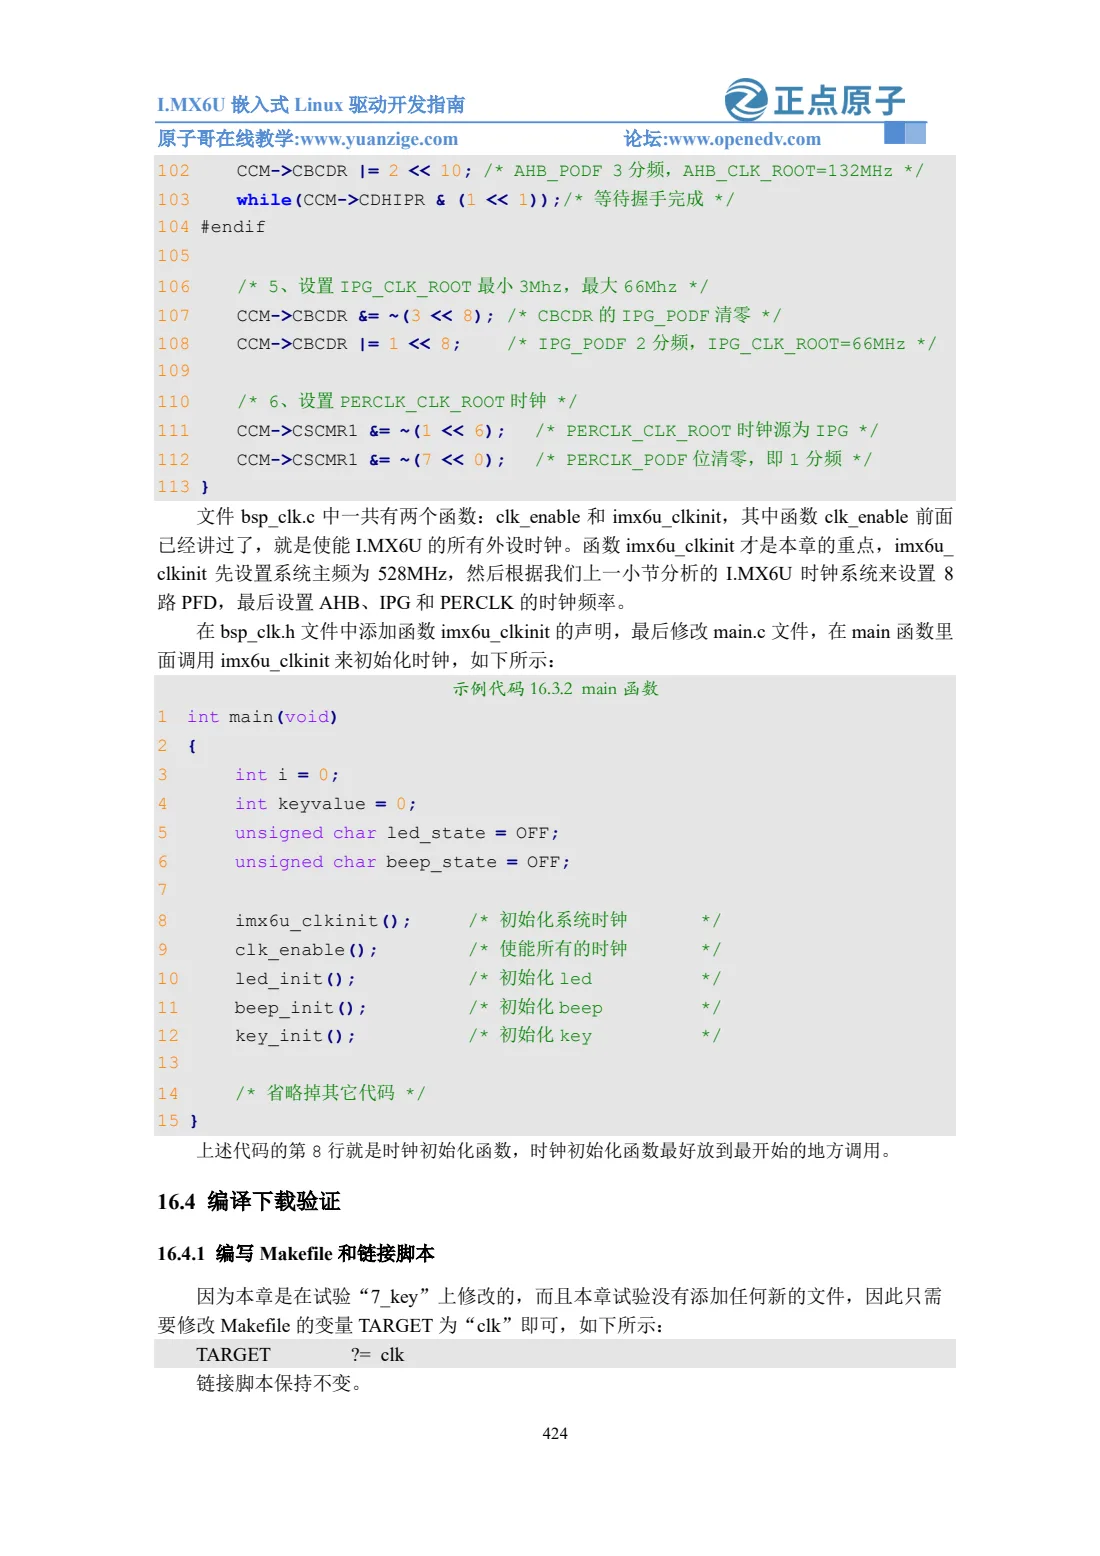 I.MX6U 嵌入式 Linux 驱动开发指南
正点原子
原子哥在线教学:www.yuanzige.com 论坛:www.openedv.com
102 CCM->CBCDR |= 2 << 10; /* AHB_PODF 3 分频，AHB_CLK_ROOT=132MHz */
103 while(CCM->CDHIPR & (1 << 1));/* 等待握手完成 */
104 #endif
105
106 /* 5、设置 IPG_CLK_ROOT 最小 3Mhz，最大 66Mhz */
107 CCM->CBCDR &= ~(3 << 8); /* CBCDR 的 IPG_PODF 清零 */
108 CCM->CBCDR |= 1 << 8; /* IPG_PODF 2 分频，IPG_CLK_ROOT=66MHz */
109
110 /* 6、设置 PERCLK_CLK_ROOT 时钟 */
111 CCM->CSCMR1 &= ~(1 << 6); /* PERCLK_CLK_ROOT 时钟源为 IPG */
112 CCM->CSCMR1 &= ~(7 << 0); /* PERCLK_PODF 位清零，即 1 分频 */
113 }
文件 bsp_clk.c 中一共有两个函数：clk_enable 和 imx6u_clkinit，其中函数 clk_enable 前面
已经讲过了，就是使能 I.MX6U 的所有外设时钟。函数 imx6u_clkinit 才是本章的重点，imx6u_
clkinit 先设置系统主频为 528MHz，然后根据我们上一小节分析的 I.MX6U 时钟系统来设置 8
路 PFD，最后设置 AHB、IPG 和 PERCLK 的时钟频率。
在 bsp_clk.h 文件中添加函数 imx6u_clkinit 的声明，最后修改 main.c 文件，在 main 函数里
面调用 imx6u_clkinit 来初始化时钟，如下所示：
示例代码 16.3.2 main 函数
1 int main(void)
2 {
3 int i = 0;
4 int keyvalue = 0;
5 unsigned char led_state = OFF;
6 unsigned char beep_state = OFF;
7
8 imx6u_clkinit(); /* 初始化系统时钟 */
9 clk_enable(); /* 使能所有的时钟 */
10 led_init(); /* 初始化 led */
11 beep_init(); /* 初始化 beep */
12 key_init(); /* 初始化 key */
13
14 /* 省略掉其它代码 */
15 }
上述代码的第 8 行就是时钟初始化函数，时钟初始化函数最好放到最开始的地方调用。
16.4 编译下载验证
16.4.1 编写 Makefile 和链接脚本
因为本章是在试验“7_key”上修改的，而且本章试验没有添加任何新的文件，因此只需
要修改 Makefile 的变量 TARGET 为“clk”即可，如下所示：
TARGET ?= clk
链接脚本保持不变。
424